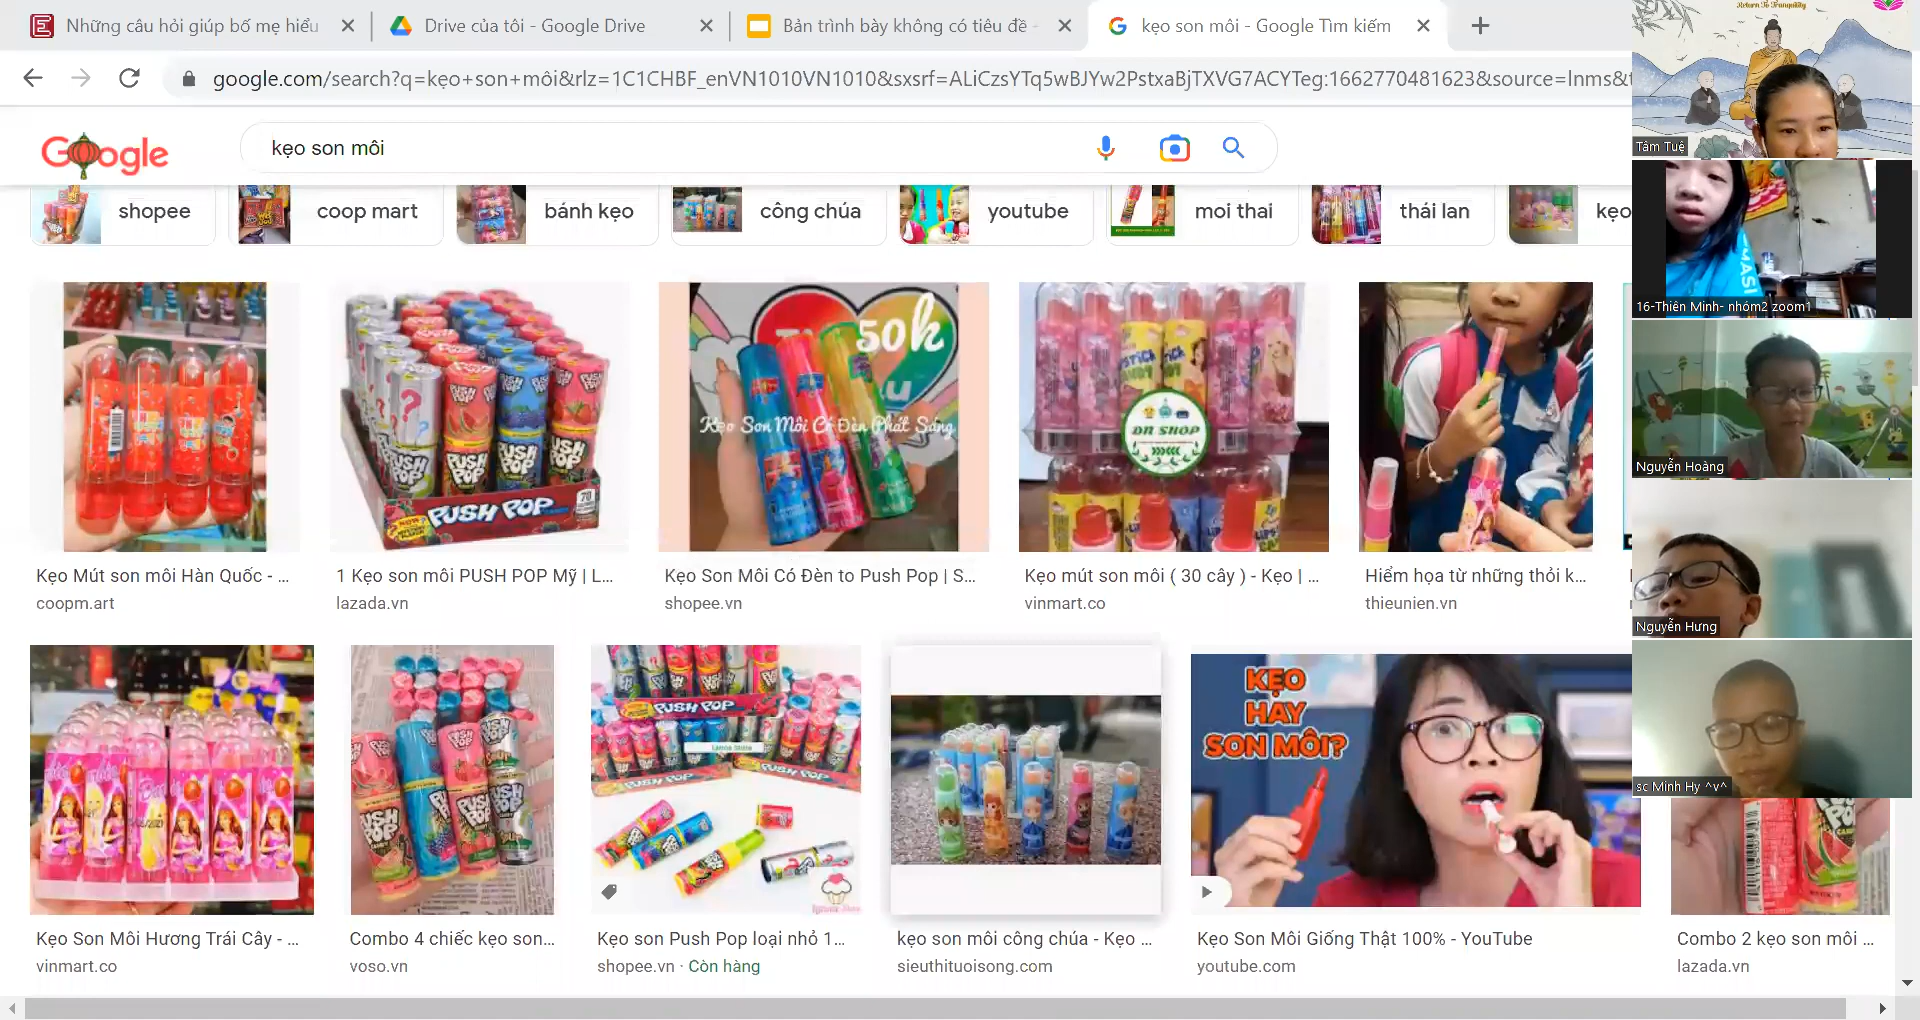 Những câu hỏi giúp bố mẹ hiểu
Drive của tôi - Google Drive
Bản trình bày không có tiêu đề -
kẹo son môi - Google Tìm kiếm
google.com/search?q=kẹo+son+môi&rlz=1C1CHBF_enVN1010VN1010&sxsrf=ALiCzsYTq5wBJYw2PstxaBjTXVG7ACYTeg:1662770481623&source=lnms&t
Google
kẹo son môi
shopee
coop mart
bánh kẹo
công chúa
youtube
moi thai
thái lan
kẹo
Return To Tranquility
Tâm Tuệ
16-Thiên Minh- nhóm2 zoom1
Nguyễn Hoàng
Nguyễn Hưng
sc Minh Hy ^v^
PUSH POP
50k
Kẹo Son Môi Có Đèn Phát Sáng
DN SHOP
Kẹo Mút son môi Hàn Quốc - ...
coopm.art
1 Kẹo son môi PUSH POP Mỹ | L...
lazada.vn
Kẹo Son Môi Có Đèn to Push Pop | S...
shopee.vn
Kẹo mút son môi ( 30 cây ) - Kẹo | ...
vinmart.co
Hiểm họa từ những thỏi k...
thieunien.vn
PUSH POP
KẸO
HAY
SON MÔI?
Kẹo Son Môi Hương Trái Cây - ...
vinmart.co
Combo 4 chiếc kẹo son...
voso.vn
Kẹo son Push Pop loại nhỏ 1...
shopee.vn · Còn hàng
kẹo son môi công chúa - Kẹo ...
sieuthituoisong.com
Kẹo Son Môi Giống Thật 100% - YouTube
youtube.com
Combo 2 kẹo son môi ...
lazada.vn